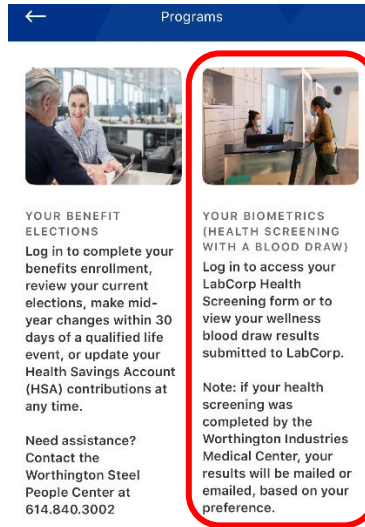 Programs
YOUR BENEFIT
ELECTIONS
Log in to complete your
benefits enrollment,
review your current
elections, make mid-
year changes within 30
days of a qualified life
event, or update your
Health Savings Account
(HSA) contributions at
any time.
Need assistance?
Contact the
Worthington Steel
People Center at
614.840.3002
YOUR BIOMETRICS
(HEALTH SCREENING
WITH A BLOOD DRAW)
Log in to access your
LabCorp Health
Screening form or to
view your wellness
blood draw results
submitted to LabCorp.
Note: if your health
screening was
completed by the
Worthington Industries
Medical Center, your
results will be mailed or
emailed, based on your
preference.